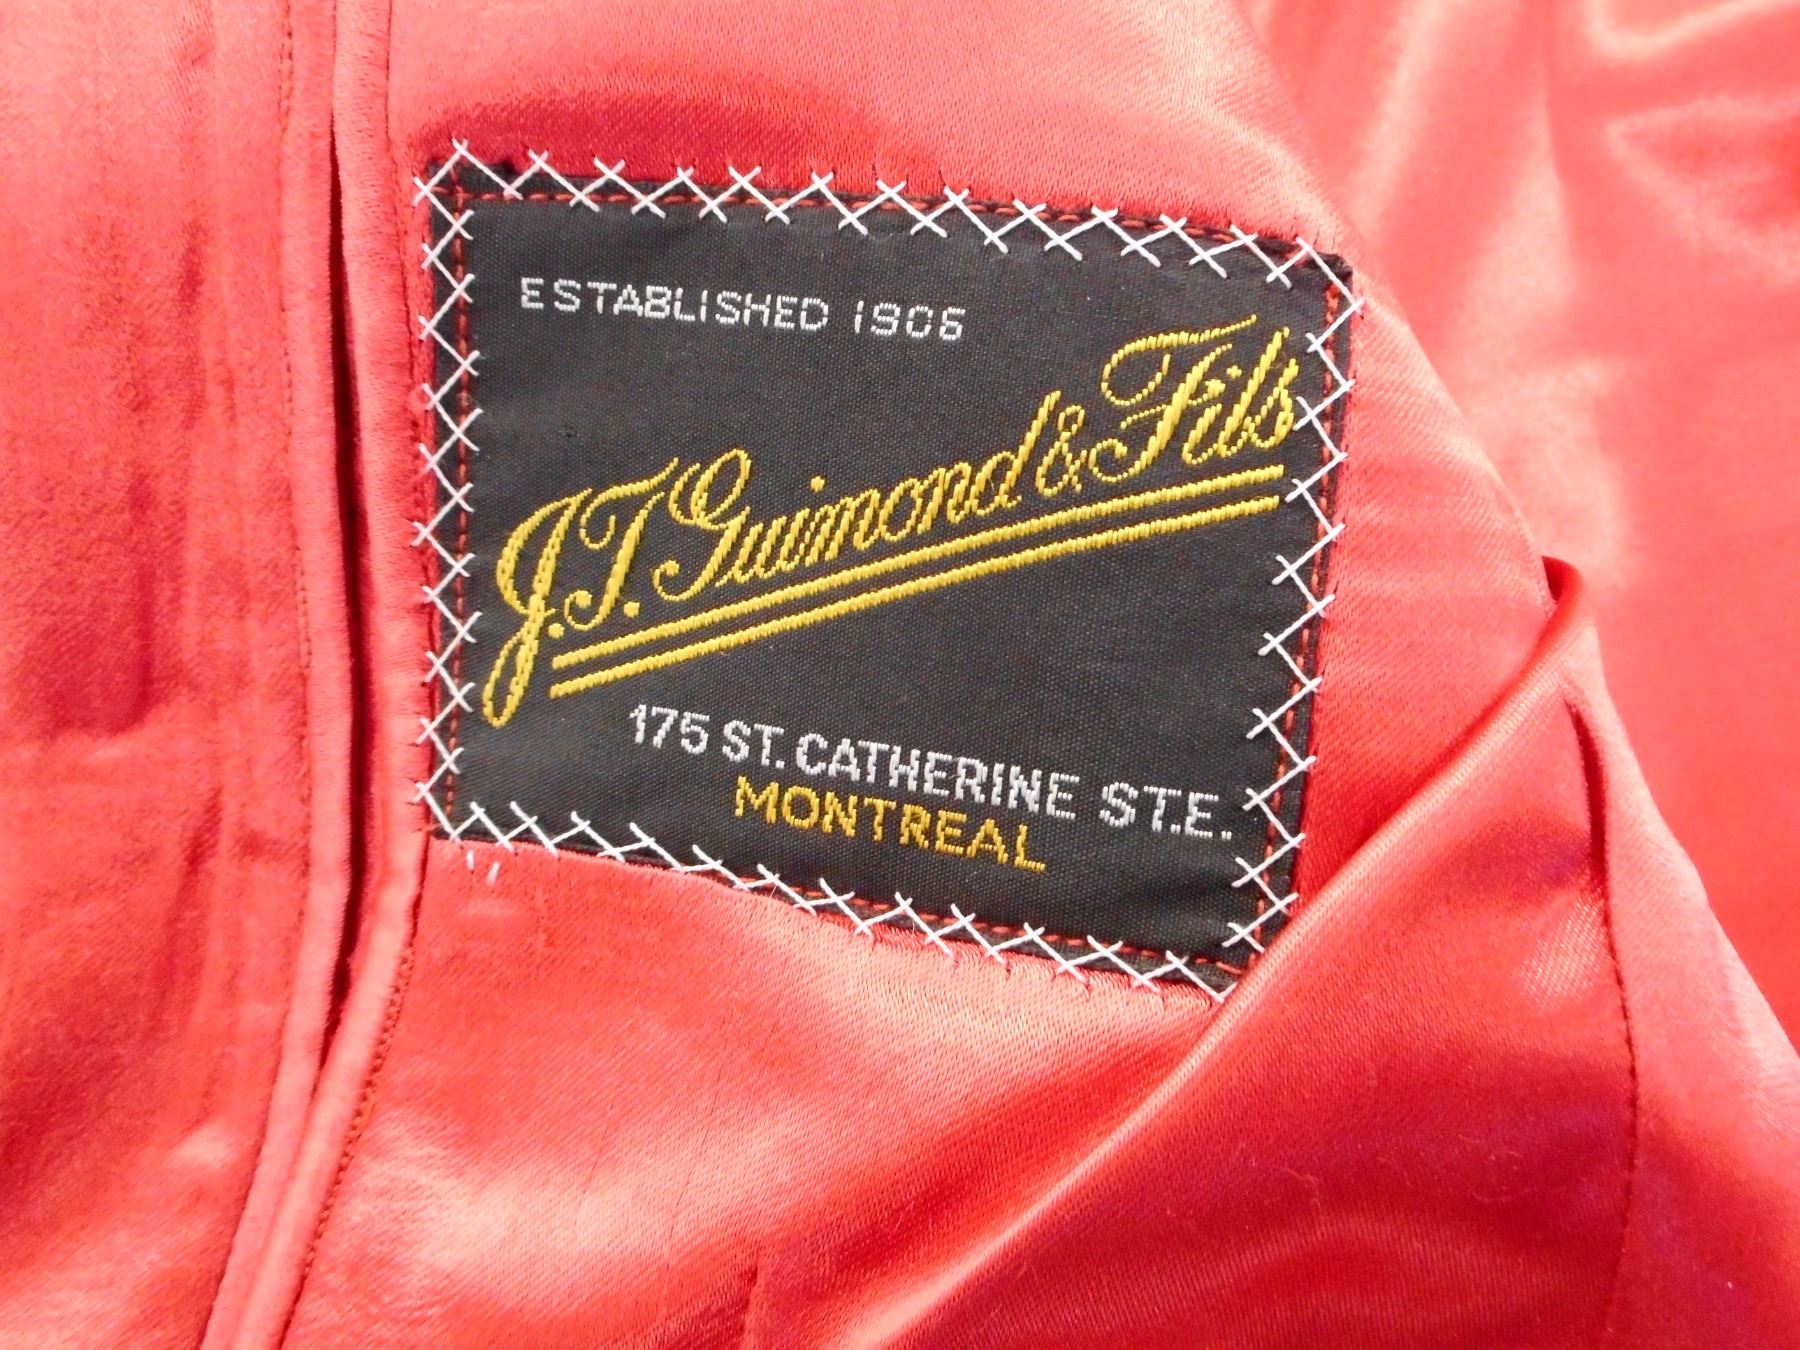 ESTABLISHED 1906
J.T. Guimond & Fils
175 ST. CATHERINE ST.E.
MONTREAL